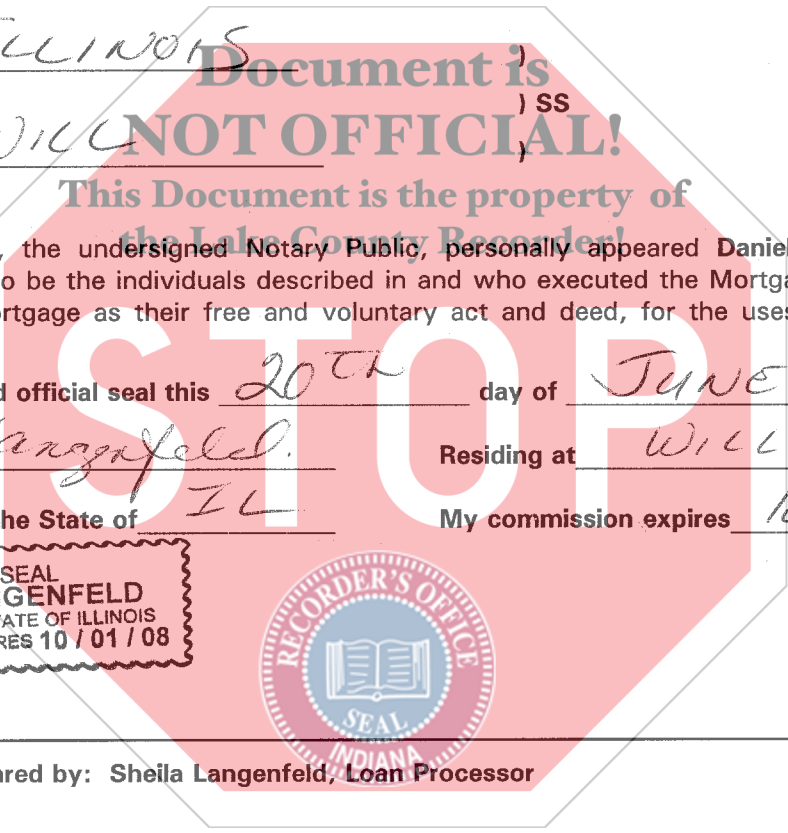 ILLINOIS )
Document is
) SS
WILL )
NOT OFFICIAL!
This Document is the property of
the Lake County Recorder!
, the undersigned Notary Public, personally appeared Daniel
o be the individuals described in and who executed the Mortga
ortgage as their free and voluntary act and deed, for the uses
d official seal this 20TH day of JUNE
Langenfeld. Residing at WILL
he State of IL My commission expires
STOP
SEAL
GENFELD
ATE OF ILLINOIS
RES 10 / 01 / 08
RECORDER'S OFFICE
SEAL
INDIANA
ared by: Sheila Langenfeld, Loan Processor